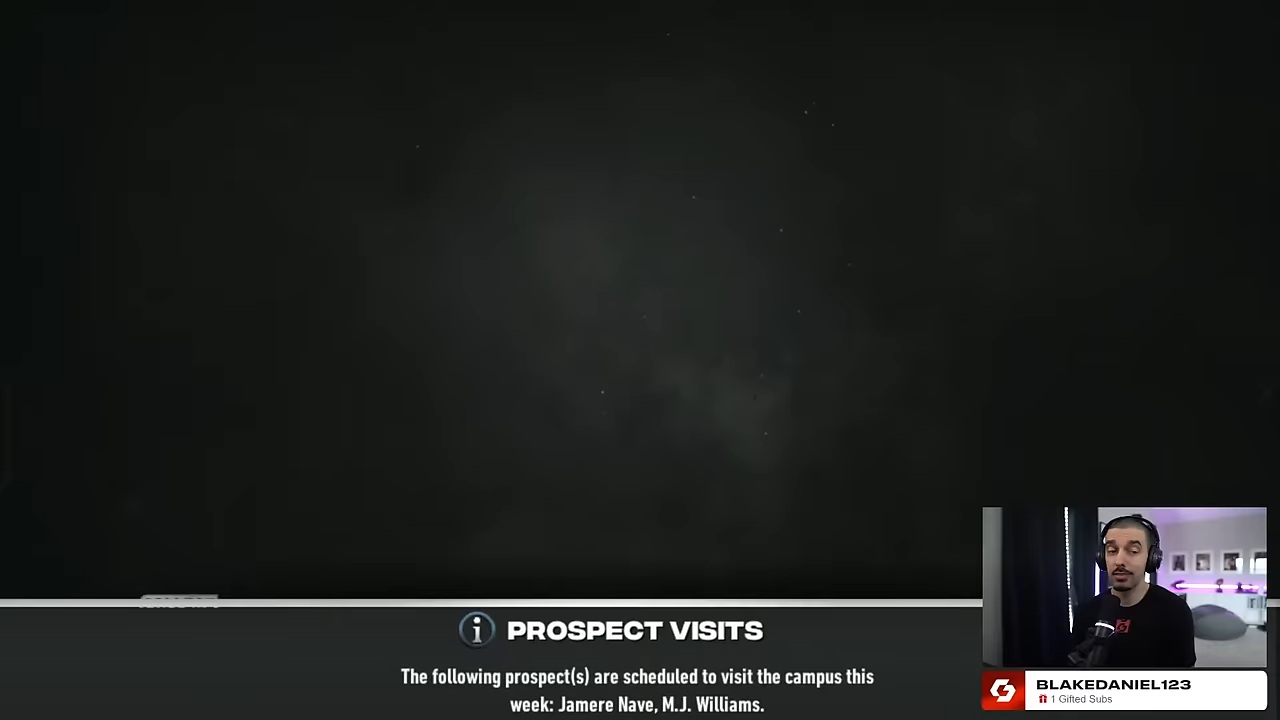 PROSPECT VISITS
The following prospect(s) are scheduled to visit the campus this
week: Jamere Nave, M.J. Williams.
BLAKEDANIEL123
1 Gifted Subs